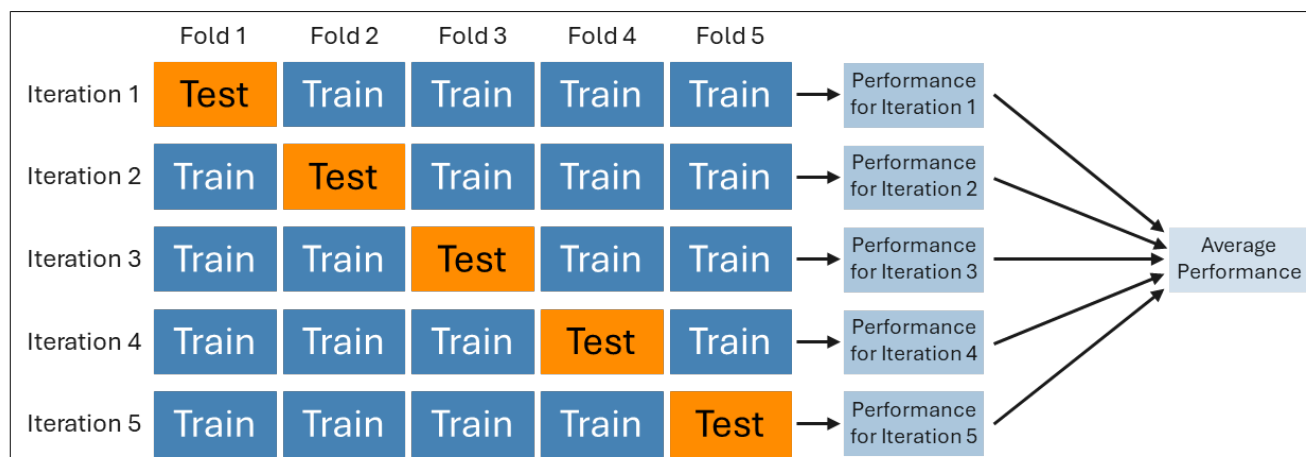 Fold 1 Fold 2 Fold 3 Fold 4 Fold 5
Iteration 1 Test Train Train Train Train Performance
for Iteration 1
Iteration 2 Train Test Train Train Train Performance
for Iteration 2
Iteration 3 Train Train Test Train Train Performance
for Iteration 3
Average
Performance
Iteration 4 Train Train Train Test Train Performance
for Iteration 4
Iteration 5 Train Train Train Train Test Performance
for Iteration 5